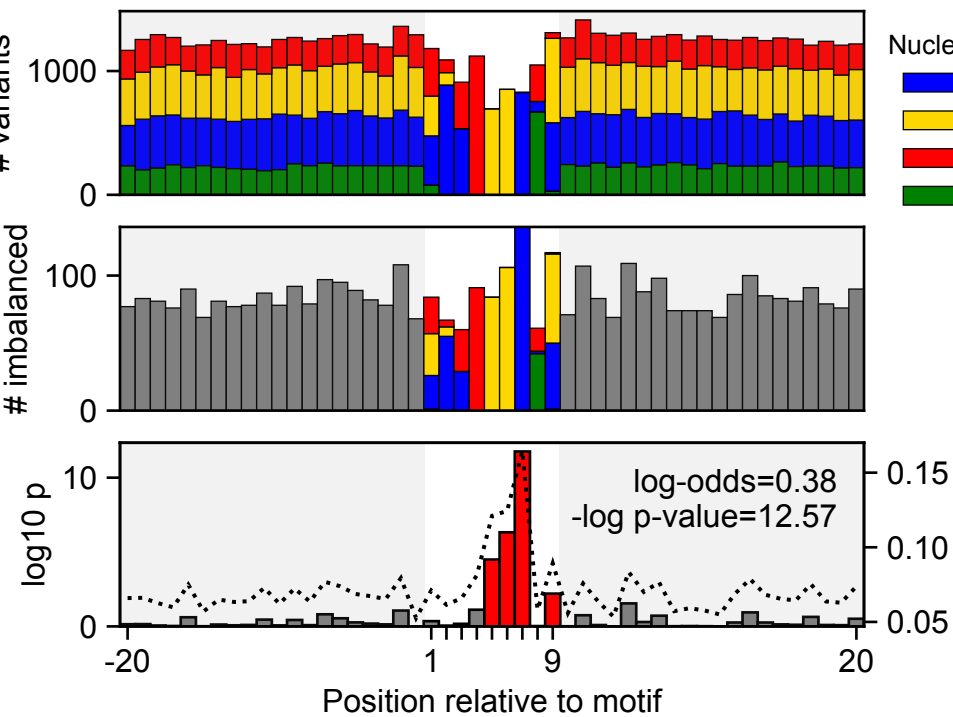 # variants
1000
0
Nucle
# imbalanced
100
0
log10 p
10
0
log-odds=0.38
-log p-value=12.57
0.15
0.10
0.05
-20
1
9
20
Position relative to motif